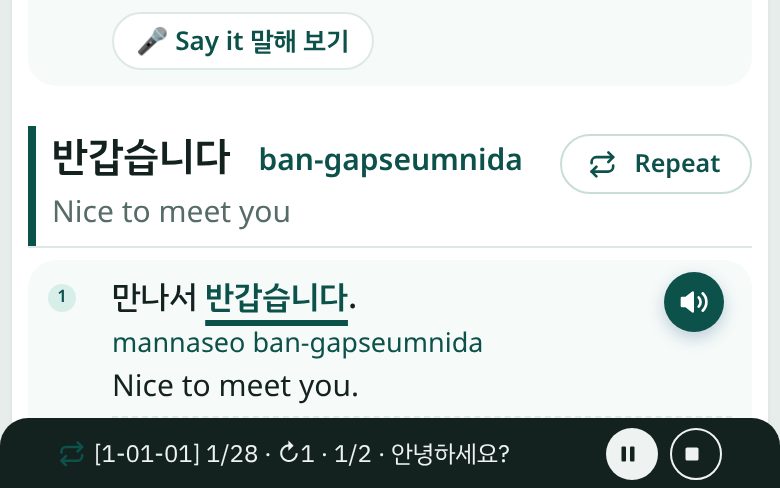 Say it 말해 보기
반갑습니다 ban-gapseumnida
Repeat
Nice to meet you
1
만나서 반갑습니다.
mannaseo ban-gapseumnida
Nice to meet you.
[1-01-01] 1/28 · ↻1 · 1/2 · 안녕하세요?